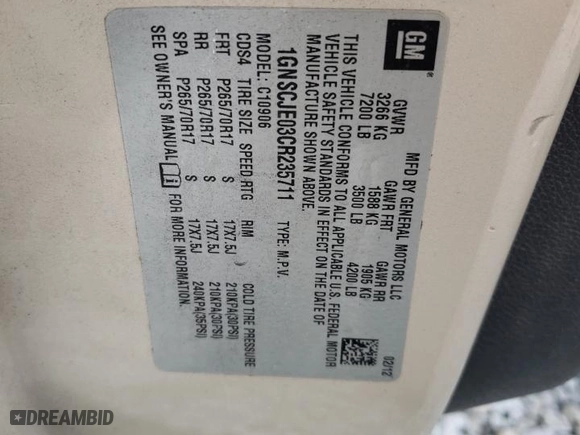 GM
MFD BY GENERAL MOTORS LLC
GVWR GAWR FRT GAWR RR
3266 KG 1588 KG 1905 KG
7200 LB 3500 LB 4200 LB
02/12
THIS VEHICLE CONFORMS TO ALL APPLICABLE U.S. FEDERAL MOTOR
VEHICLE SAFETY STANDARDS IN EFFECT ON THE DATE OF
MANUFACTURE SHOWN ABOVE.
1GNSCJE03CR235711 TYPE: M.P.V.
MODEL: C10906
CDS4 TIRE SIZE SPEED RTG RIM COLD TIRE PRESSURE
FRT P265/70R17 S 17X7.5J 210KPA(30PSI)
RR P265/70R17 S 17X7.5J 210KPA(30PSI)
SPA P265/70R17 S 17X7.5J 240KPA(35PSI)
SEE OWNER'S MANUAL FOR MORE INFORMATION.
DREAMBID